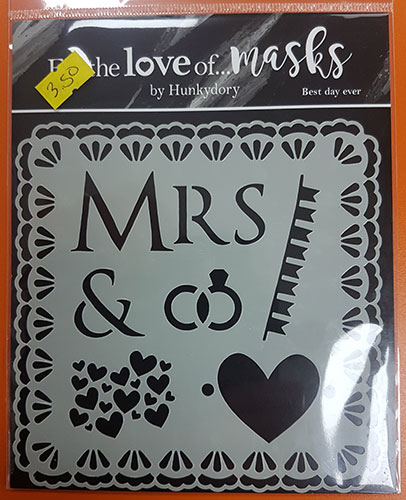 the love of... masks
3.50
by Hunkydory
Best day ever
MRS
&